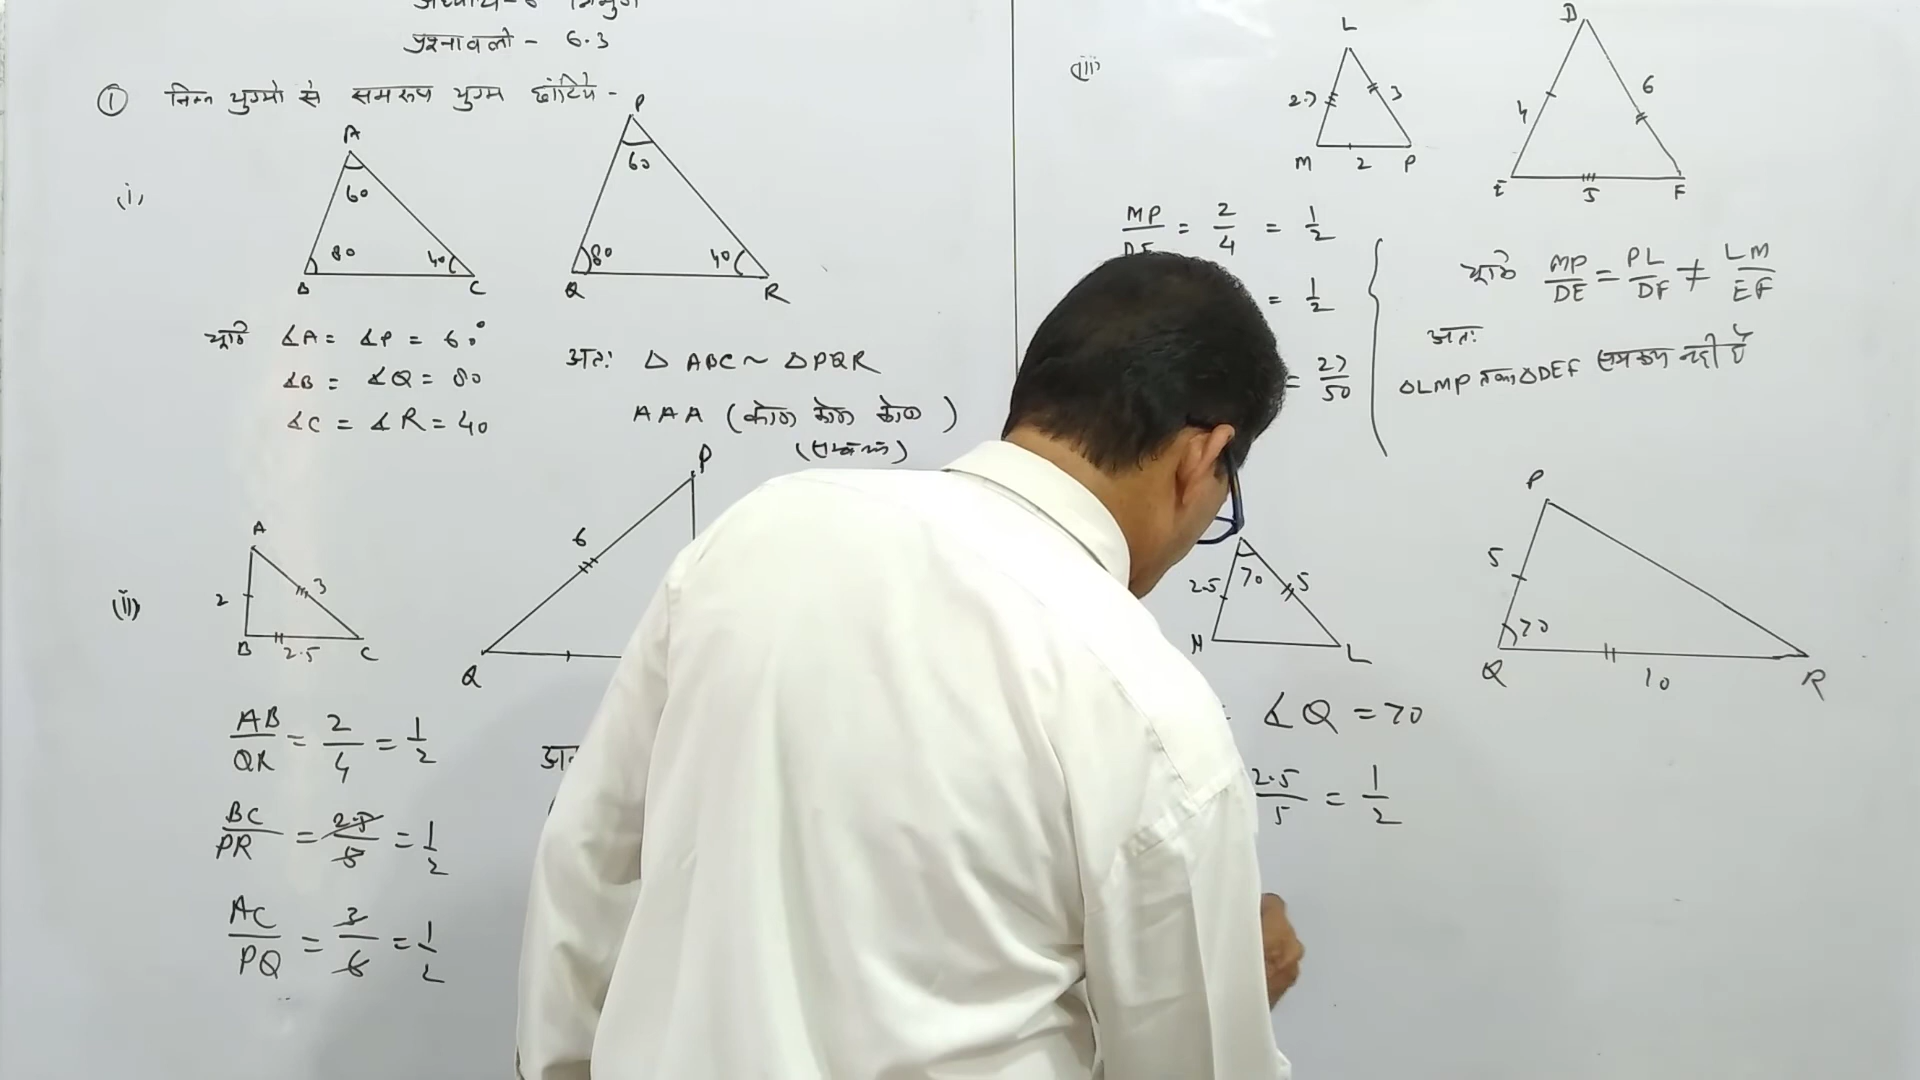 प्रश्नावली - 6.3
① निम्न युग्मो से समरूप युग्म छांटिये -
(i)
A
60
80
40
B
C
P
60
80
40
Q
R
∡A = ∡P = 60°
∡B = ∡Q = 80
∡C = ∡R = 40
अतः △ ABC ~ △PQR
AAA (कोण कोण कोण)
(ii)
A
2
3
B
2.5
C
P
6
Q
AB/QR = 2/4 = 1/2
BC/PR = 2.5/5 = 1/2
AC/PQ = 3/6 = 1/2
(iii)
L
2.7
3
M
2
P
D
4
6
E
5
F
MP/DE = 2/4 = 1/2
= 1/2
= 27/50
MP/DE = PL/DF ≠ LM/EF
अतः
△LMP तथा △DEF समरूप नही है
70
2.5
5
M
L
P
5
70
Q
10
R
∡Q = 70
2.5/5 = 1/2